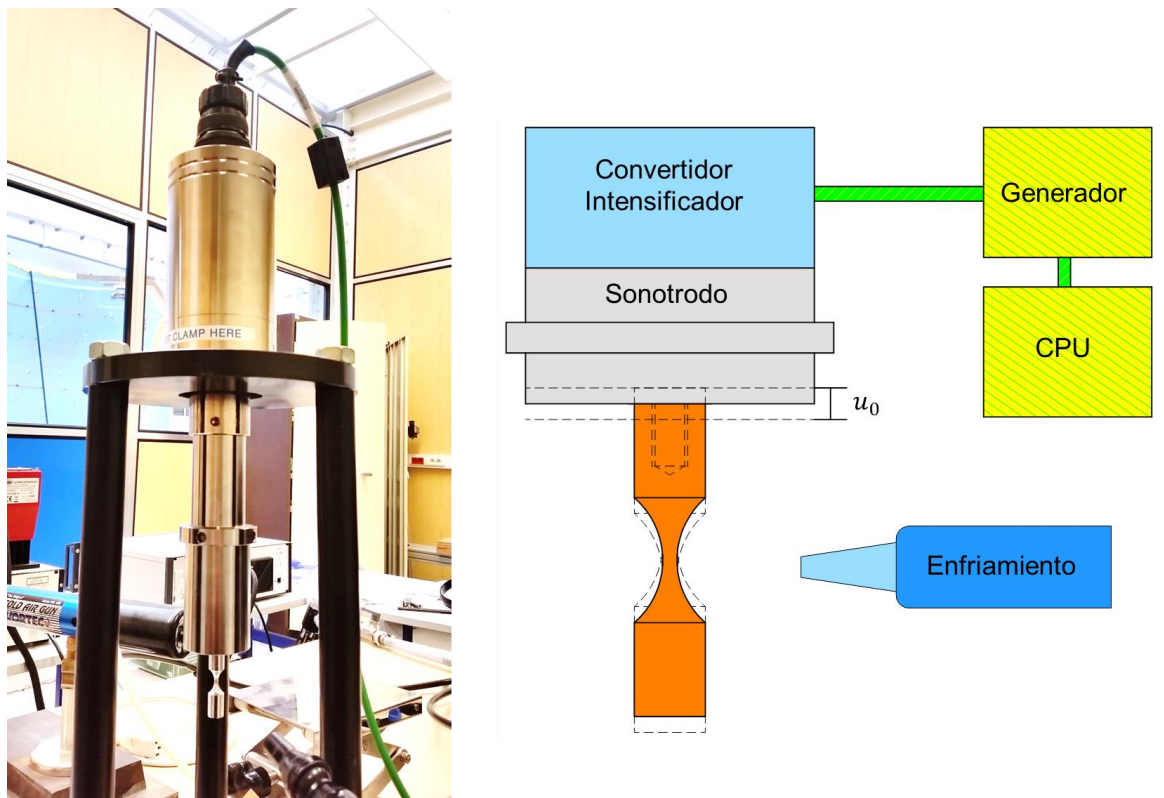 CLAMP HERE
COLD AIR GUN
VORTEC
Convertidor
Intensificador
Generador
Sonotrodo
CPU
u₀
Enfriamiento